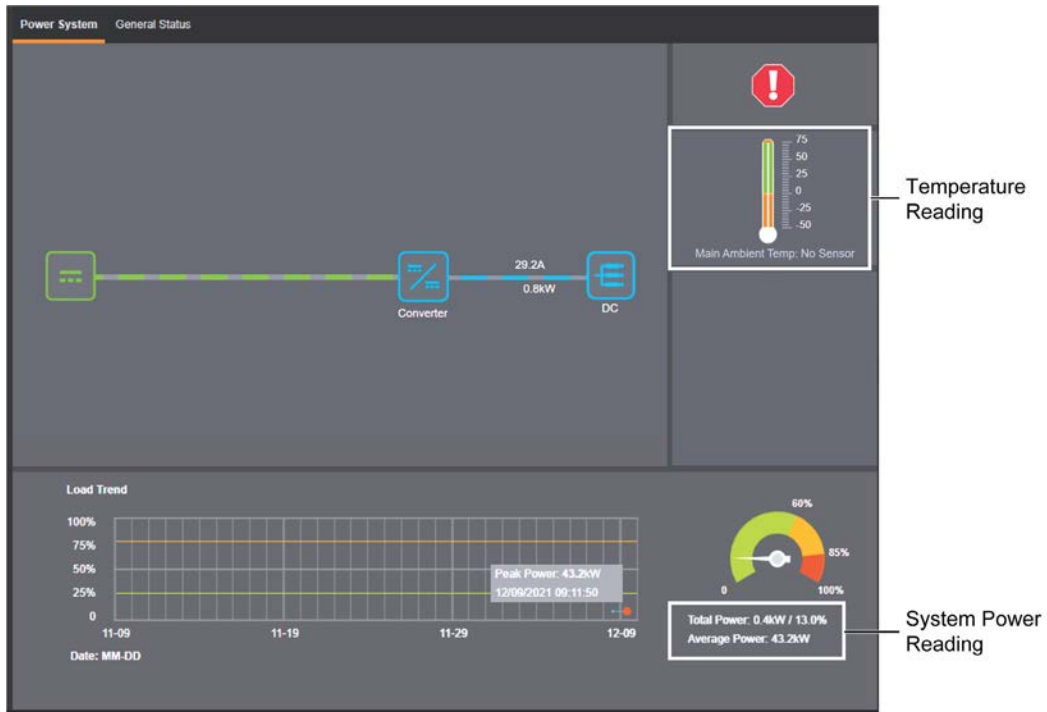 Power System General Status
75
50
25
0
-25
-50
Main Ambient Temp: No Sensor
Temperature
Reading
29.2A
0.8kW
Converter
DC
Load Trend
100%
75%
50%
25%
0
Peak Power: 43.2kW
12/09/2021 09:11:50
11-09 11-19 11-29 12-09
Date: MM-DD
60%
85%
0 100%
Total Power: 0.4kW / 13.0%
Average Power: 43.2kW
System Power
Reading